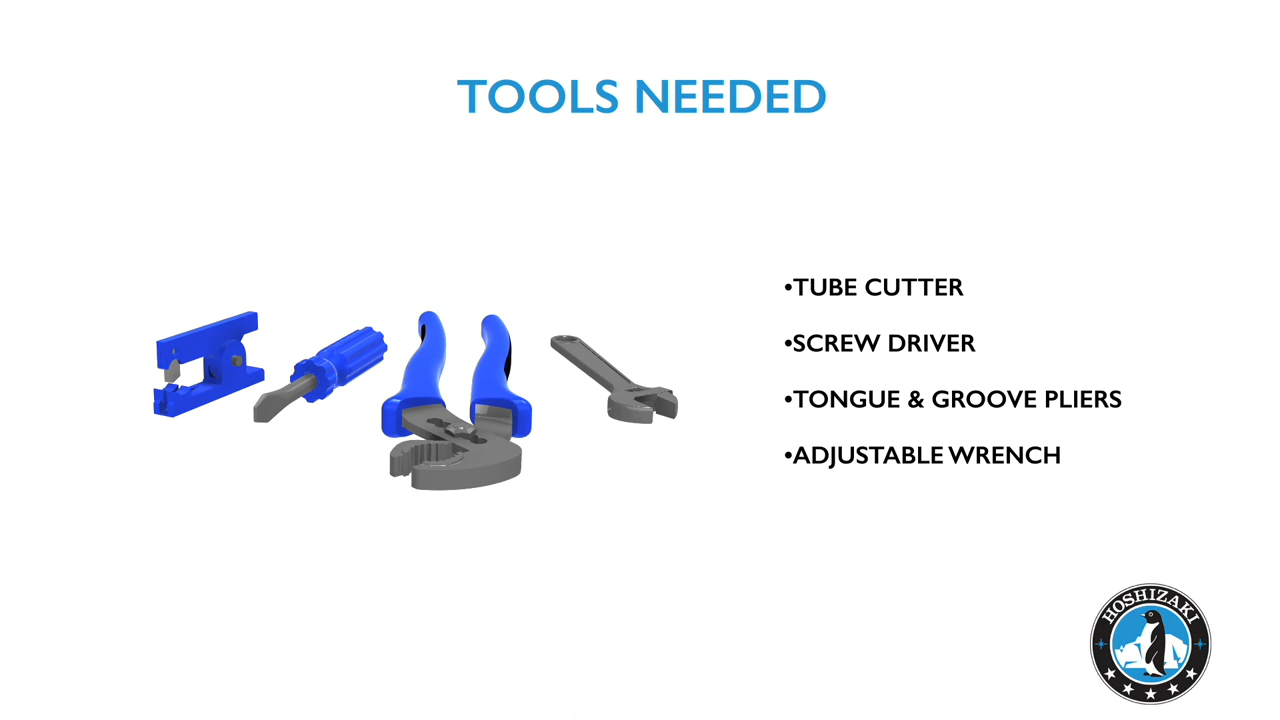 TOOLS NEEDED
•TUBE CUTTER
•SCREW DRIVER
•TONGUE & GROOVE PLIERS
•ADJUSTABLE WRENCH
HOSHIZAKI